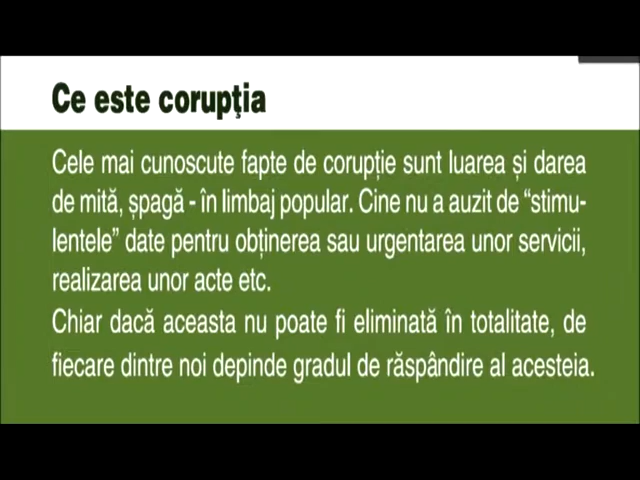 Ce este corupţia
Cele mai cunoscute fapte de corupție sunt luarea și darea
de mită, șpagă - în limbaj popular. Cine nu a auzit de “stimu-
lentele” date pentru obținerea sau urgentarea unor servicii,
realizarea unor acte etc.
Chiar dacă aceasta nu poate fi eliminată în totalitate, de
fiecare dintre noi depinde gradul de răspândire al acesteia.